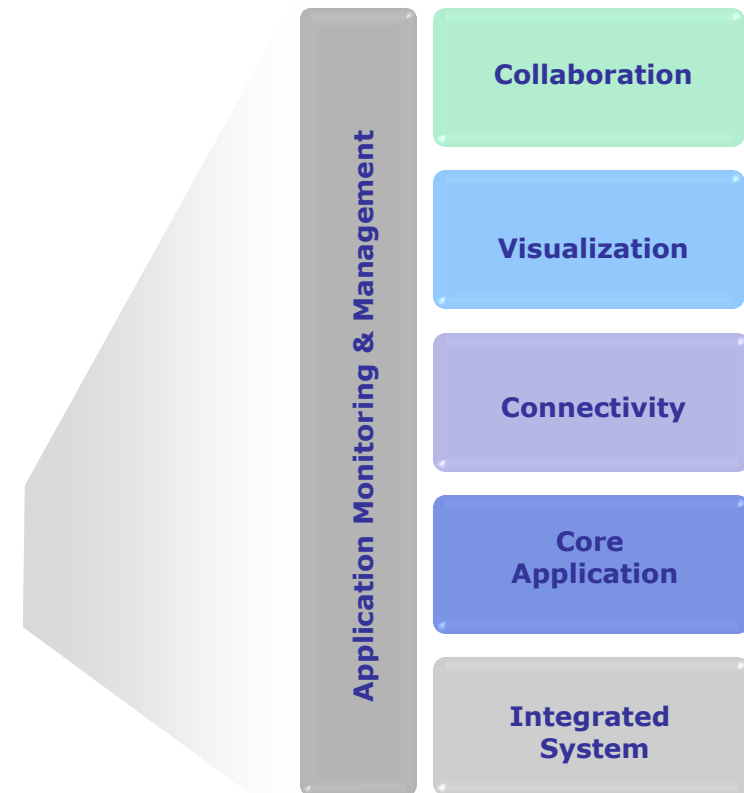 Application Monitoring & Management
Collaboration
Visualization
Connectivity
Core
Application
Integrated
System